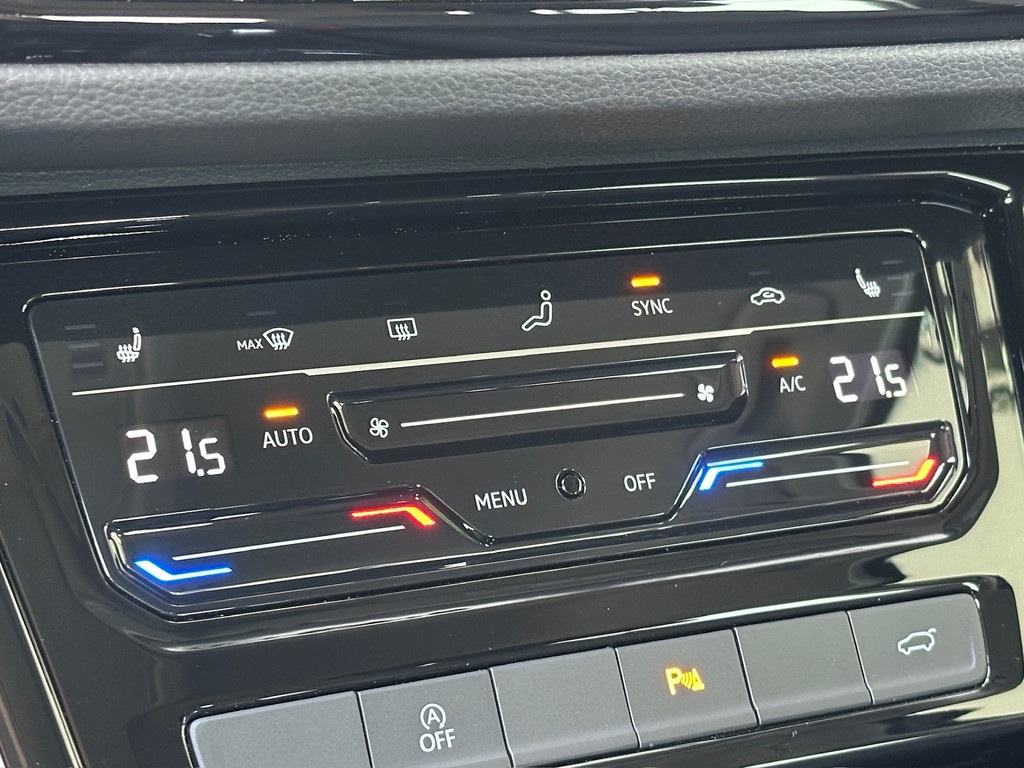 MAX
SYNC
21.5
AUTO
A/C
21.5
MENU
OFF
A
OFF
P